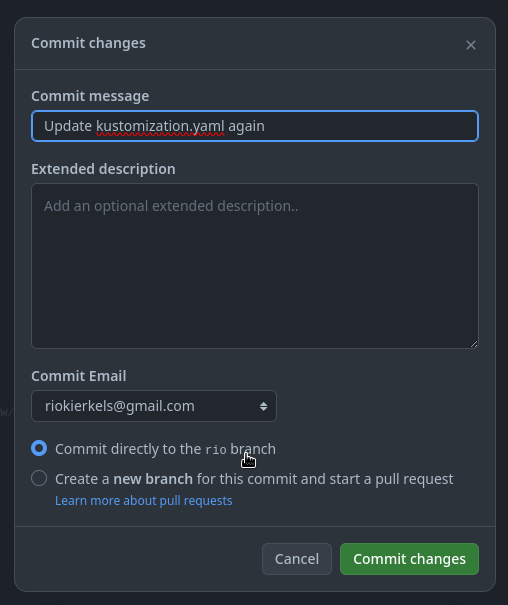 Commit changes
Commit message
Update kustomization.yaml again
Extended description
Add an optional extended description..
Commit Email
riokierkels@gmail.com
Commit directly to the rio branch
Create a new branch for this commit and start a pull request
Learn more about pull requests
Cancel
Commit changes
w/